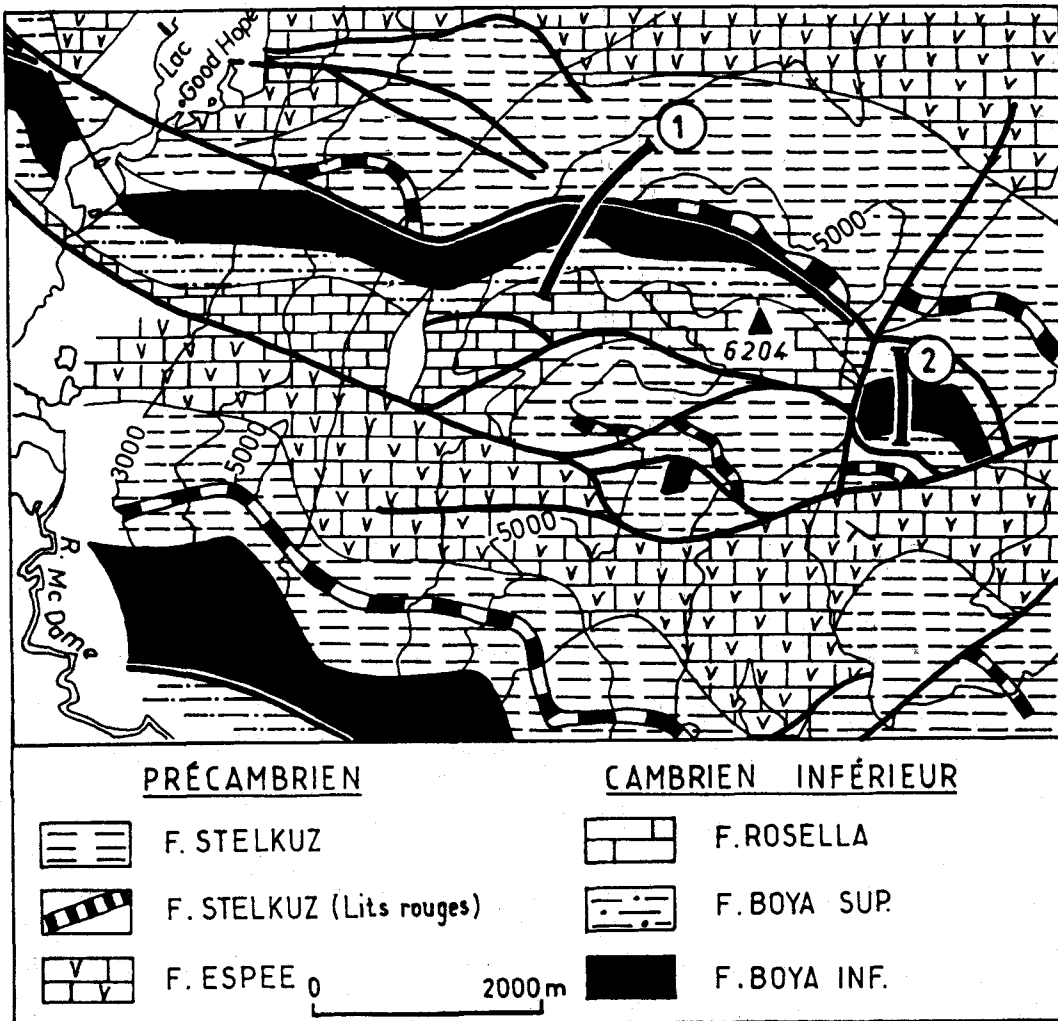 Lac
Good Hope
1
5000
6204
2
3000
5000
5000
R. Mc Dame
PRÉCAMBRIEN
CAMBRIEN INFÉRIEUR
F. STELKUZ
F. ROSELLA
F. STELKUZ (Lits rouges)
F. BOYA SUP.
F. ESPEE
F. BOYA INF.
0 2000m